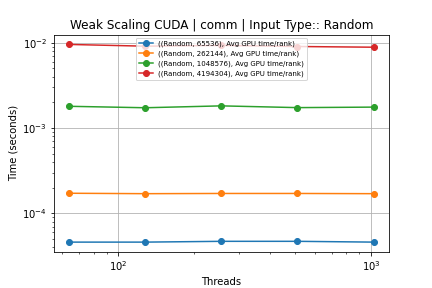 Weak Scaling CUDA | comm | Input Type:: Random
((Random, 65536), Avg GPU time/rank)
((Random, 262144), Avg GPU time/rank)
((Random, 1048576), Avg GPU time/rank)
((Random, 4194304), Avg GPU time/rank)
Time (seconds)
10⁻²
10⁻³
10⁻⁴
10²
10³
Threads